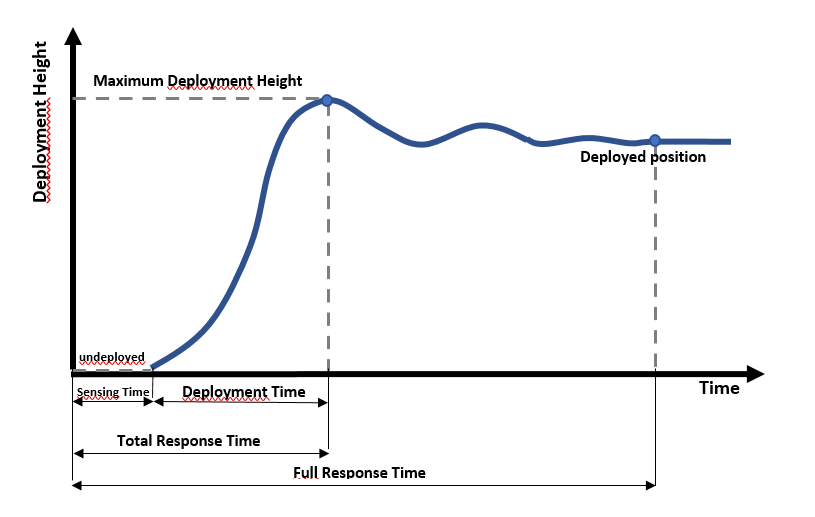 Deployment Height
Maximum Deployment Height
Deployed position
undeployed
Time
Sensing Time
Deployment Time
Total Response Time
Full Response Time